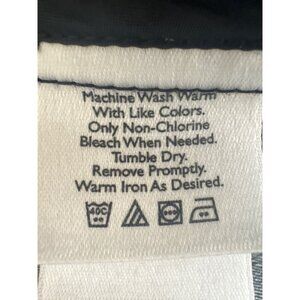 Machine Wash Warm
With Like Colors.
Only Non-Chlorine
Bleach When Needed.
Tumble Dry.
Remove Promptly.
Warm Iron As Desired.
40C